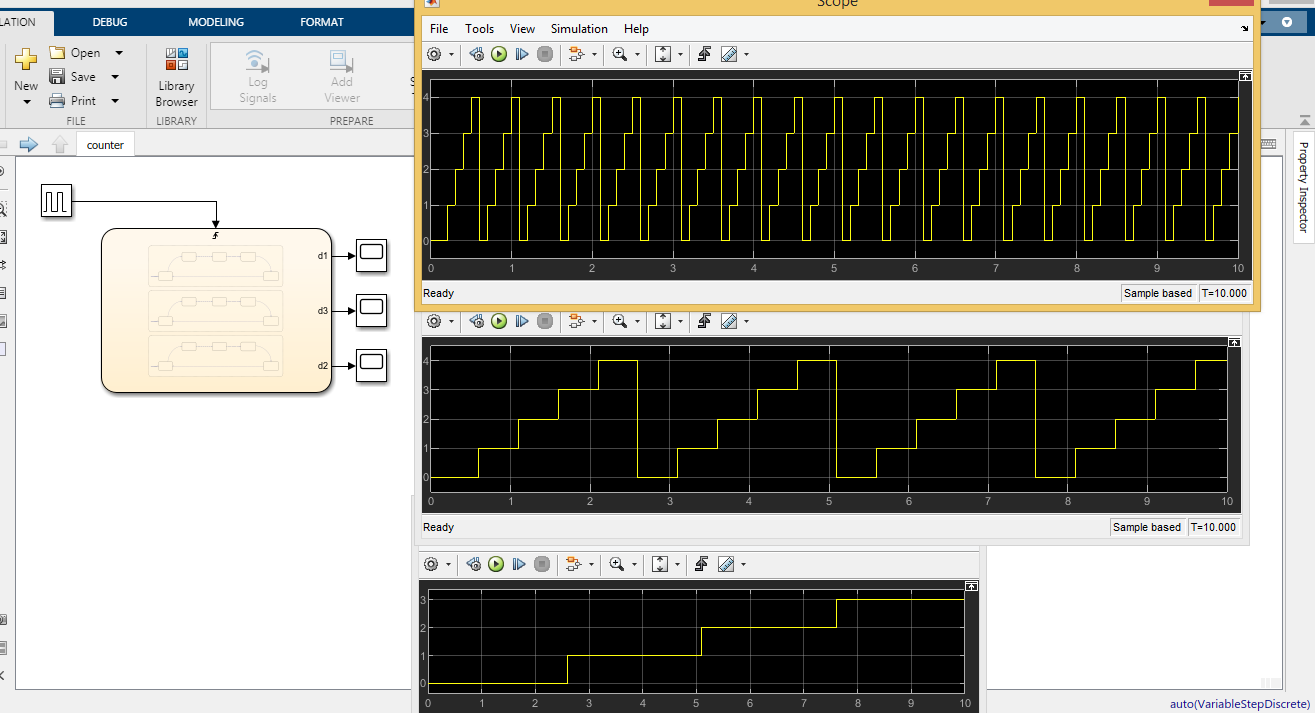 LATION DEBUG MODELING FORMAT
New
Open
Save
Print
FILE
Library
Browser
LIBRARY
Log
Signals
Add
Viewer
PREPARE
counter
d1
d3
d2
Scope
File Tools View Simulation Help
4
3
2
1
0
0 1 2 3 4 5 6 7 8 9 10
Ready Sample based T=10.000
4
3
2
1
0
0 1 2 3 4 5 6 7 8 9 10
Ready Sample based T=10.000
3
2
1
0
0 1 2 3 4 5 6 7 8 9 10
Property Inspector
auto(VariableStepDiscrete)